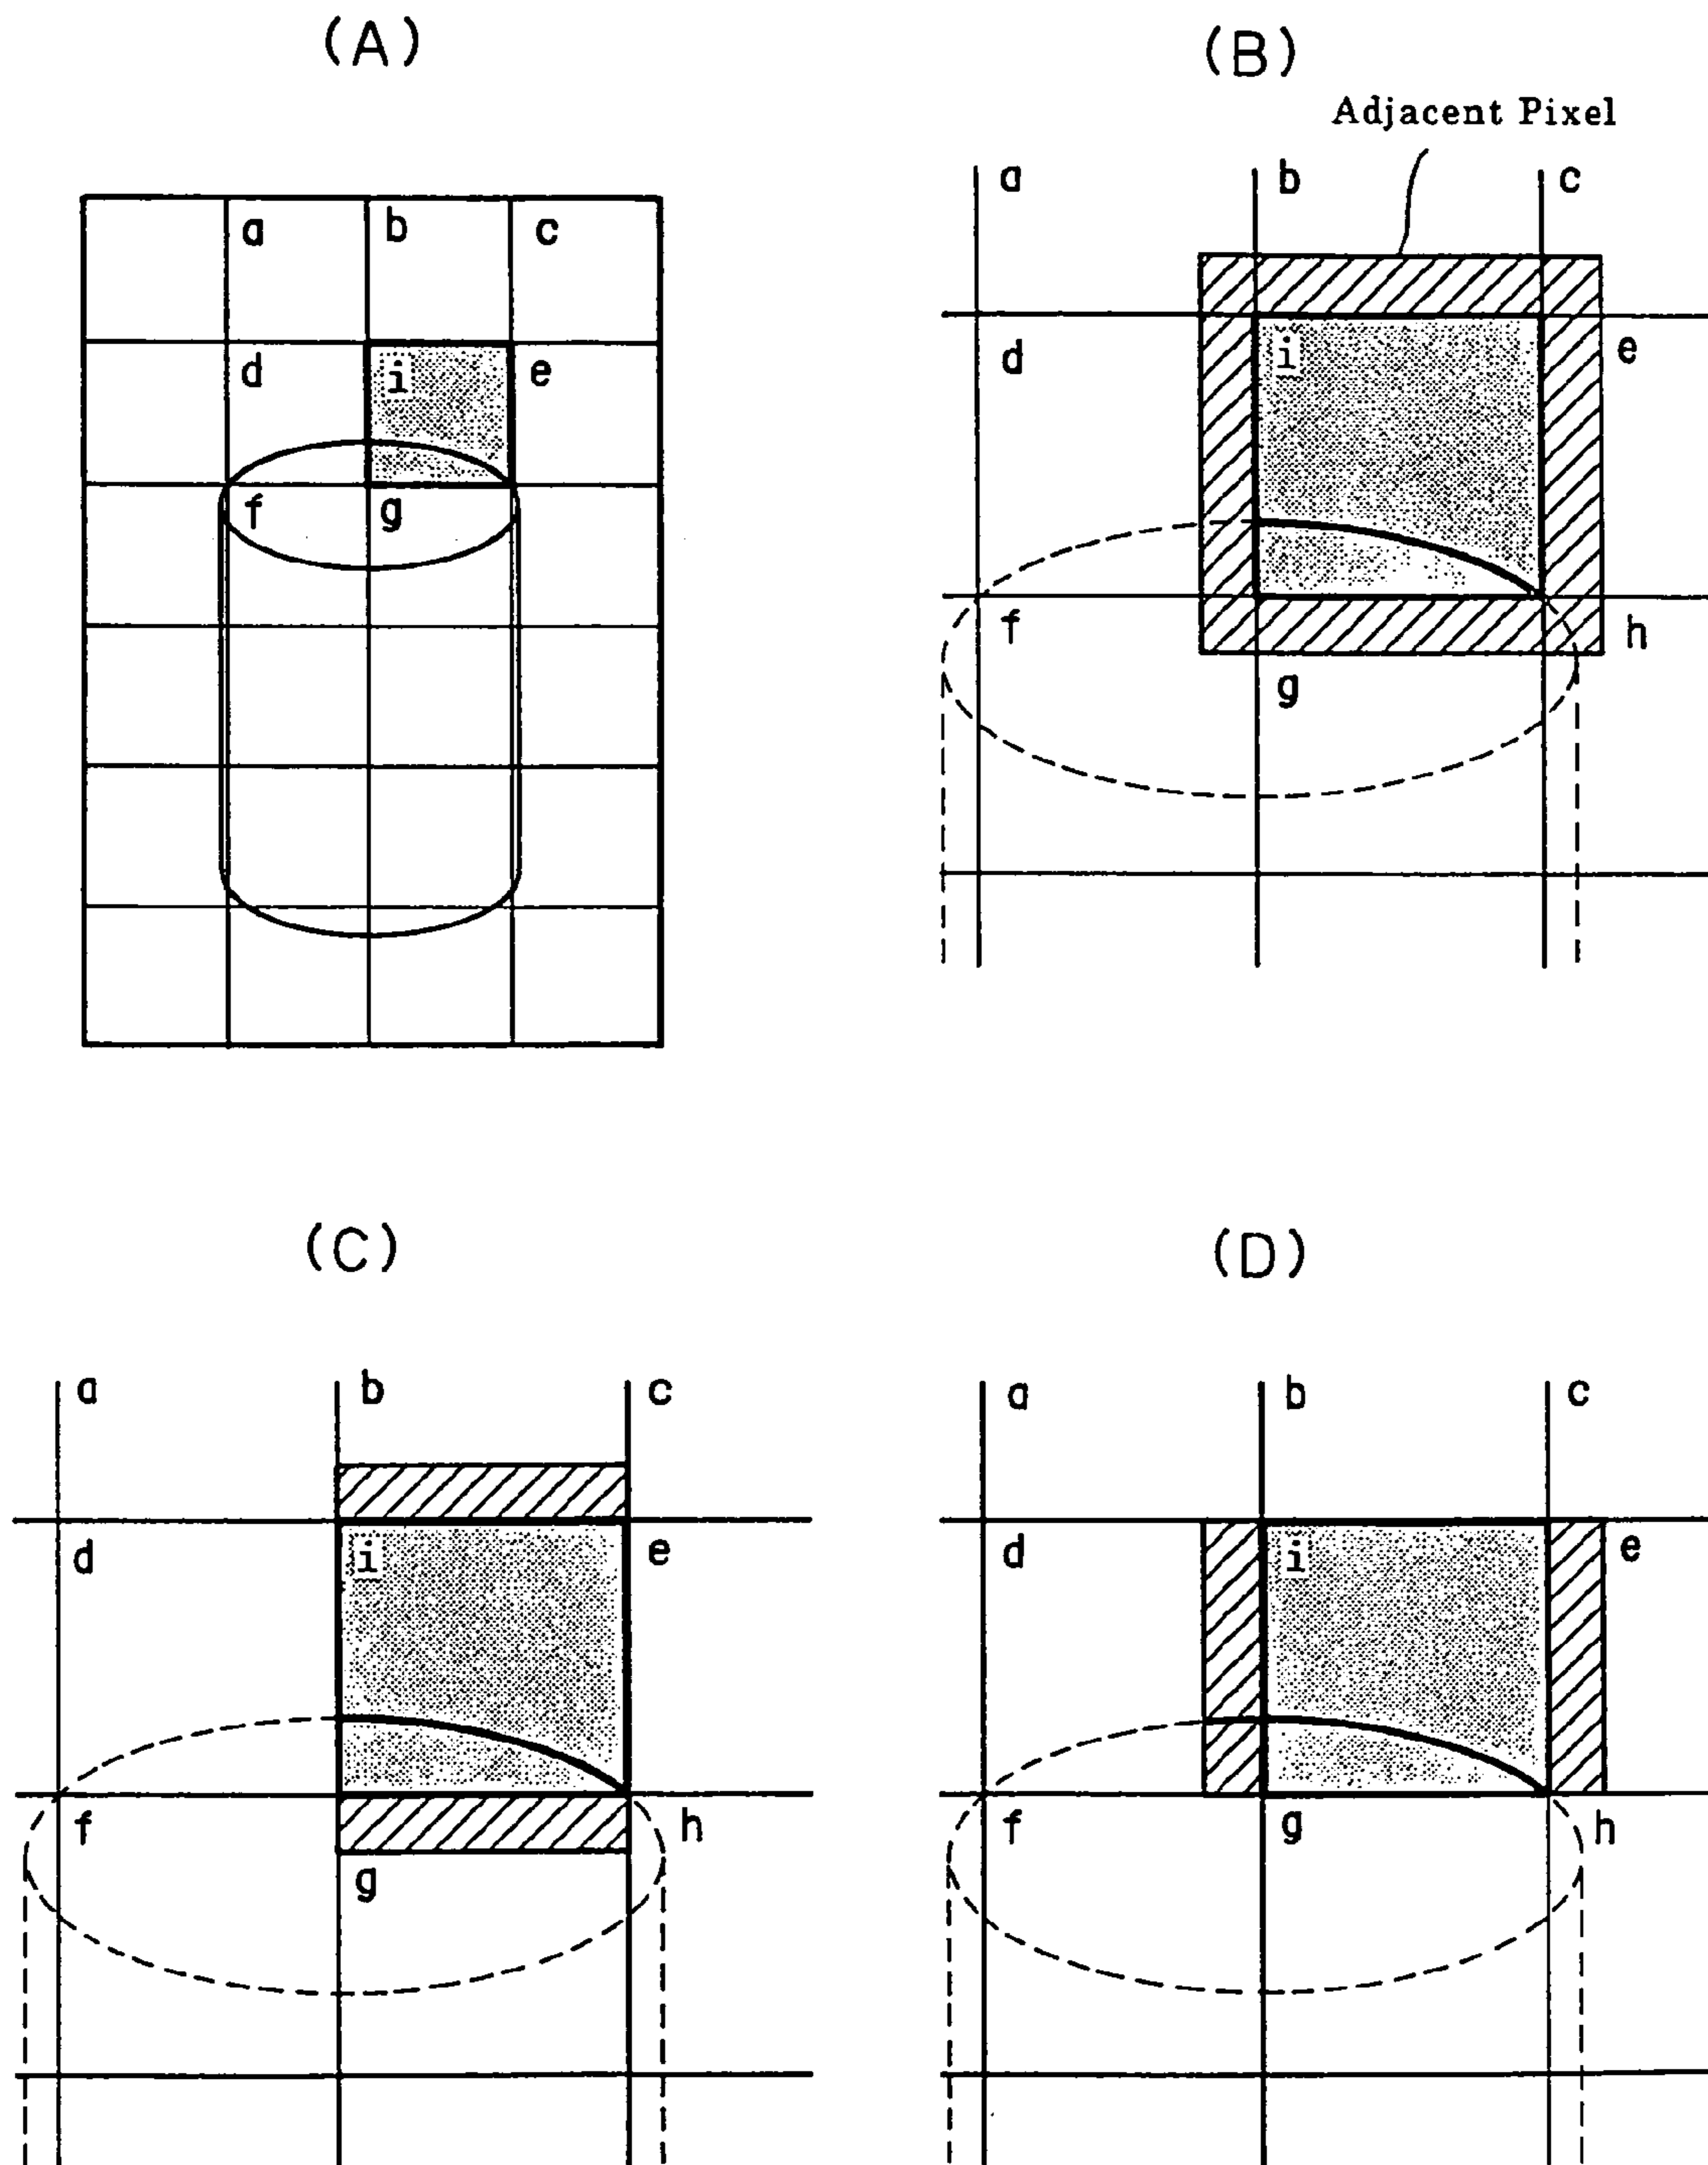 (A)
a b c
d i e
f g
(B)
Adjacent Pixel
a b c
d i e
f h
g
(C)
a b c
d i e
f h
g
(D)
a b c
d i e
f g h